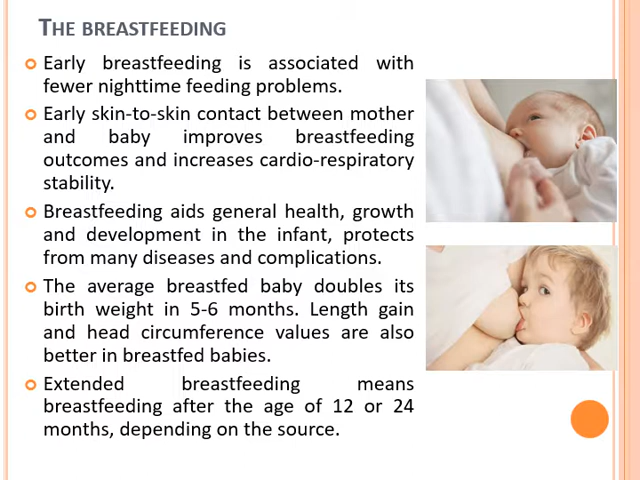 THE BREASTFEEDING
Early breastfeeding is associated with
fewer nighttime feeding problems.
Early skin-to-skin contact between mother
and baby improves breastfeeding
outcomes and increases cardio-respiratory
stability.
Breastfeeding aids general health, growth
and development in the infant, protects
from many diseases and complications.
The average breastfed baby doubles its
birth weight in 5-6 months. Length gain
and head circumference values are also
better in breastfed babies.
Extended breastfeeding means
breastfeeding after the age of 12 or 24
months, depending on the source.